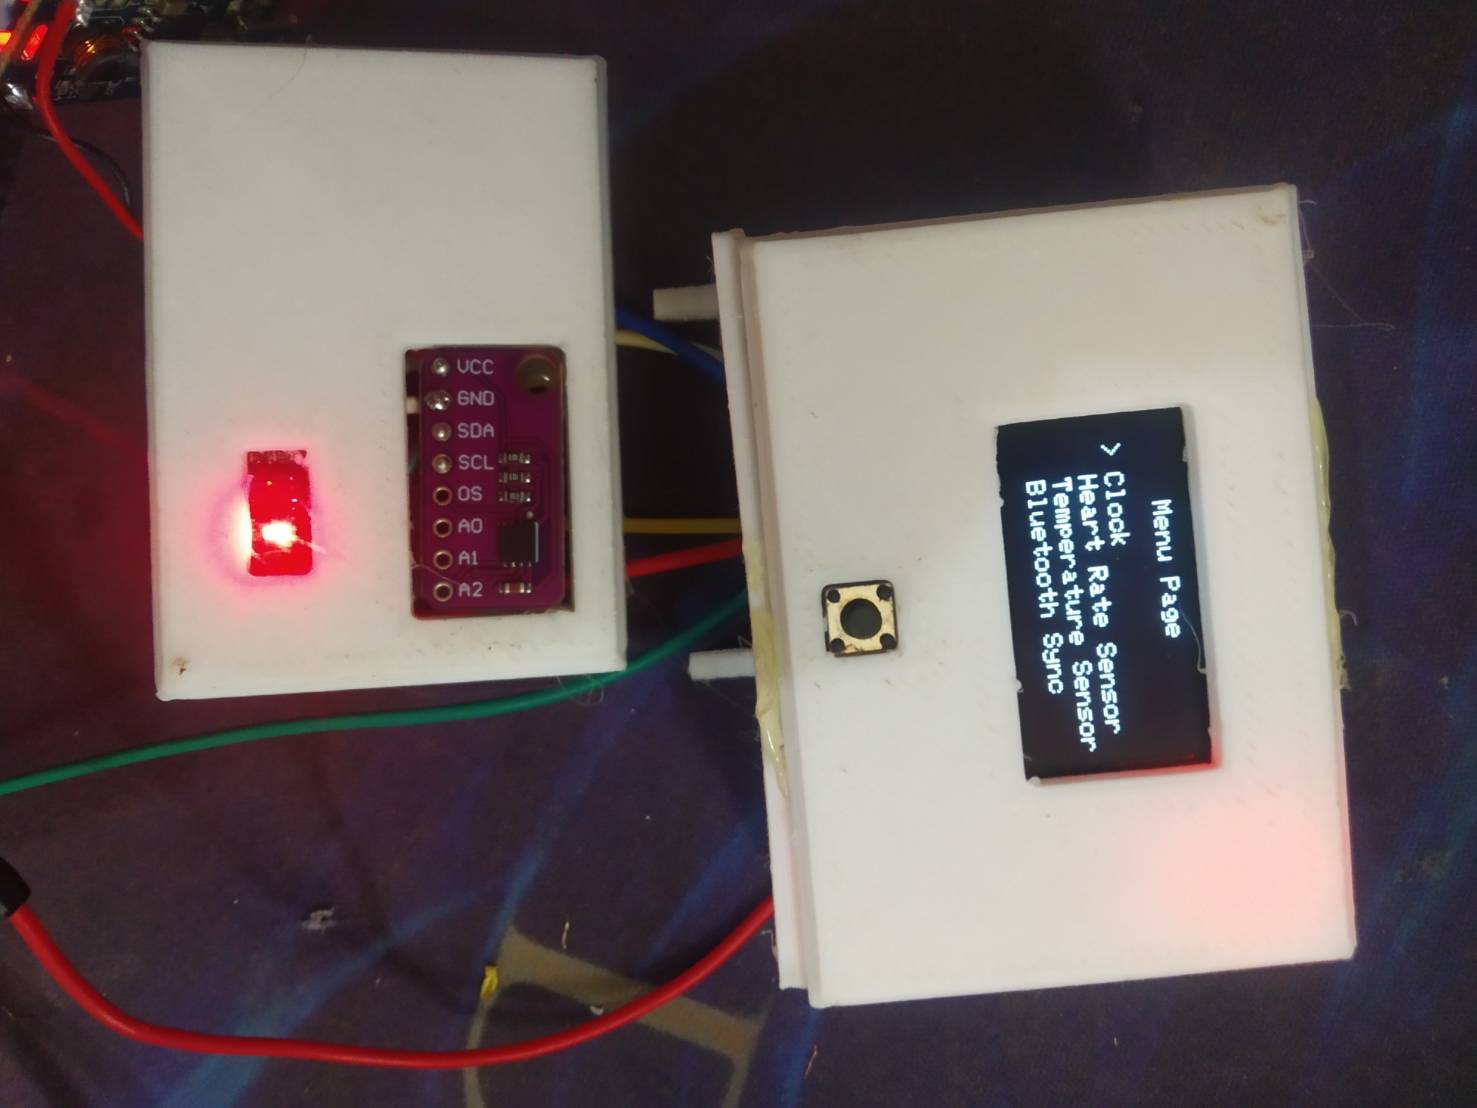 VCC
GND
SDA
SCL
OS
A0
A1
A2
Menu Page
> Clock
Heart Rate Sensor
Temperature Sensor
Bluetooth Sync